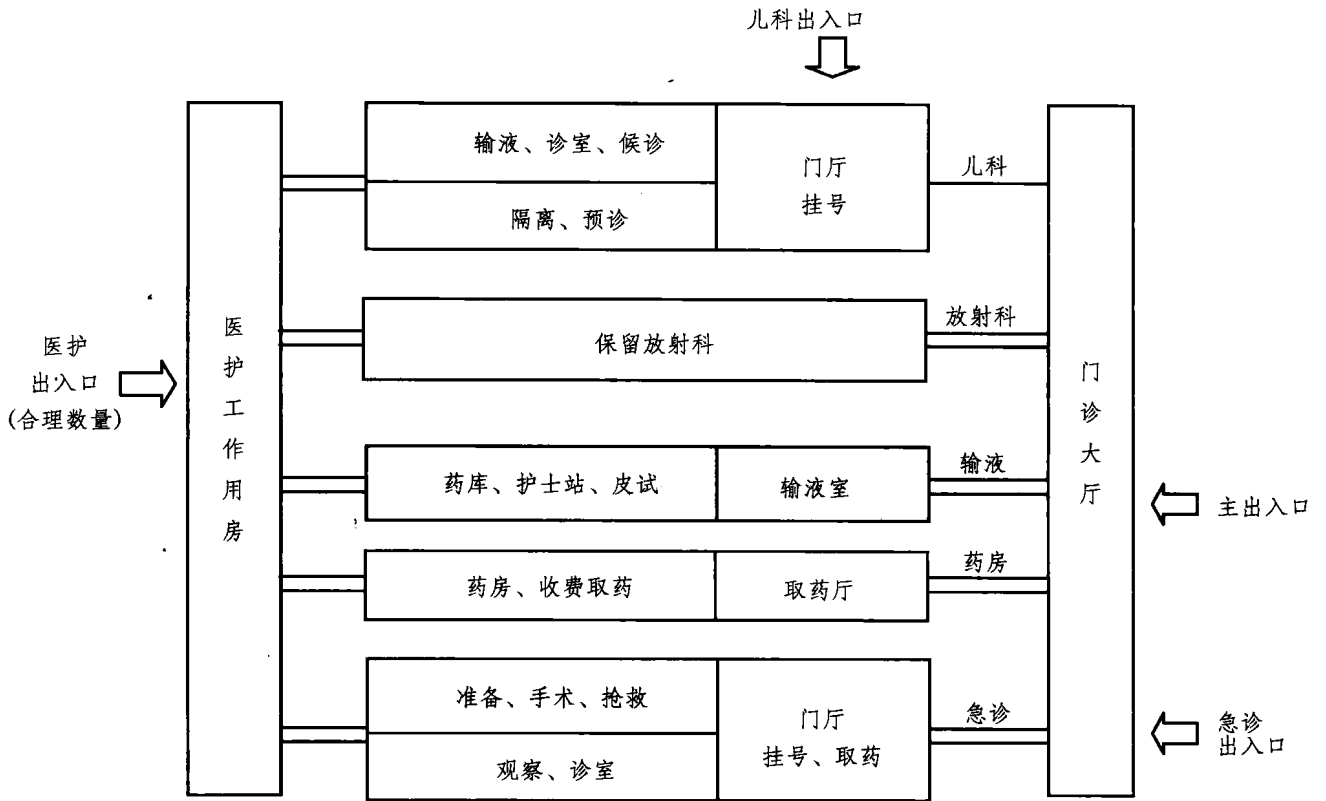 儿科出入口
输液、诊室、候诊
隔离、预诊
门厅
挂号
儿科
医护工作用房
医护
出入口
(合理数量)
保留放射科
放射科
门诊大厅
药库、护士站、皮试
输液室
输液
主出入口
药房、收费取药
取药厅
药房
准备、手术、抢救
观察、诊室
门厅
挂号、取药
急诊
急诊
出入口